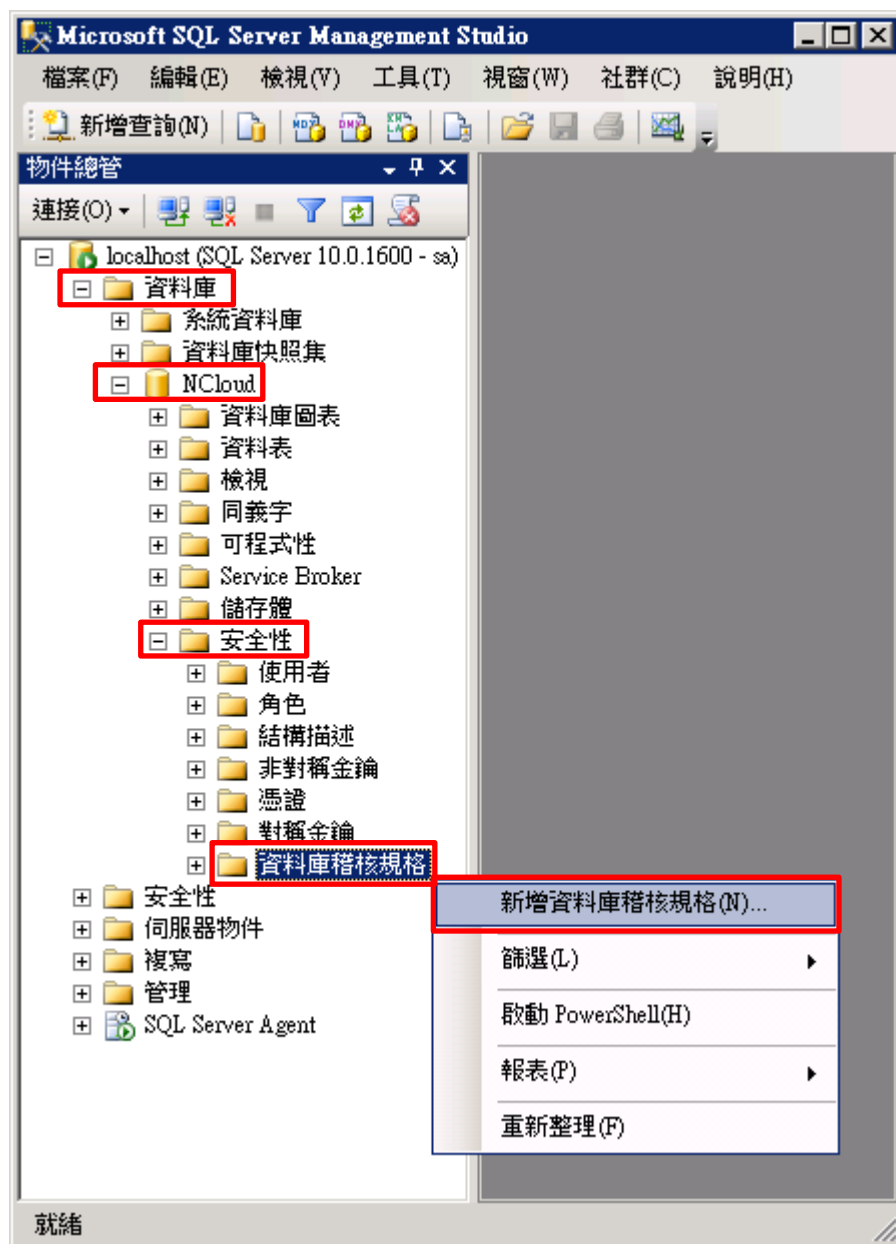 Microsoft SQL Server Management Studio
檔案(F) 編輯(E) 檢視(V) 工具(T) 視窗(W) 社群(C) 說明(H)
新增查詢(N)
物件總管
連接(O)
localhost (SQL Server 10.0.1600 - sa)
資料庫
系統資料庫
資料庫快照集
NCloud
資料庫圖表
資料表
檢視
同義字
可程式性
Service Broker
儲存體
安全性
使用者
角色
結構描述
非對稱金鑰
憑證
對稱金鑰
資料庫稽核規格
安全性
新增資料庫稽核規格(N)...
伺服器物件
複寫
篩選(L)
管理
SQL Server Agent
啟動 PowerShell(H)
報表(P)
重新整理(F)
就緒